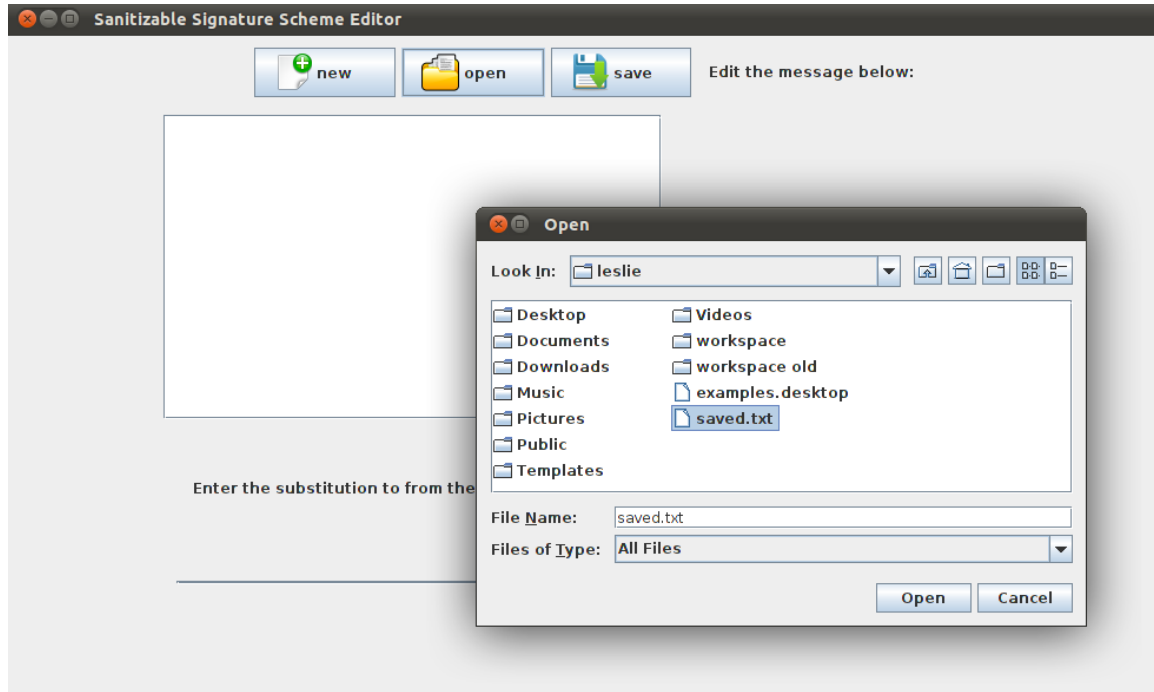 Sanitizable Signature Scheme Editor
new open save Edit the message below:
Open
Look In: leslie
Desktop Videos
Documents workspace
Downloads workspace old
Music examples.desktop
Pictures saved.txt
Public
Templates
Enter the substitution to from the
File Name: saved.txt
Files of Type: All Files
Open Cancel